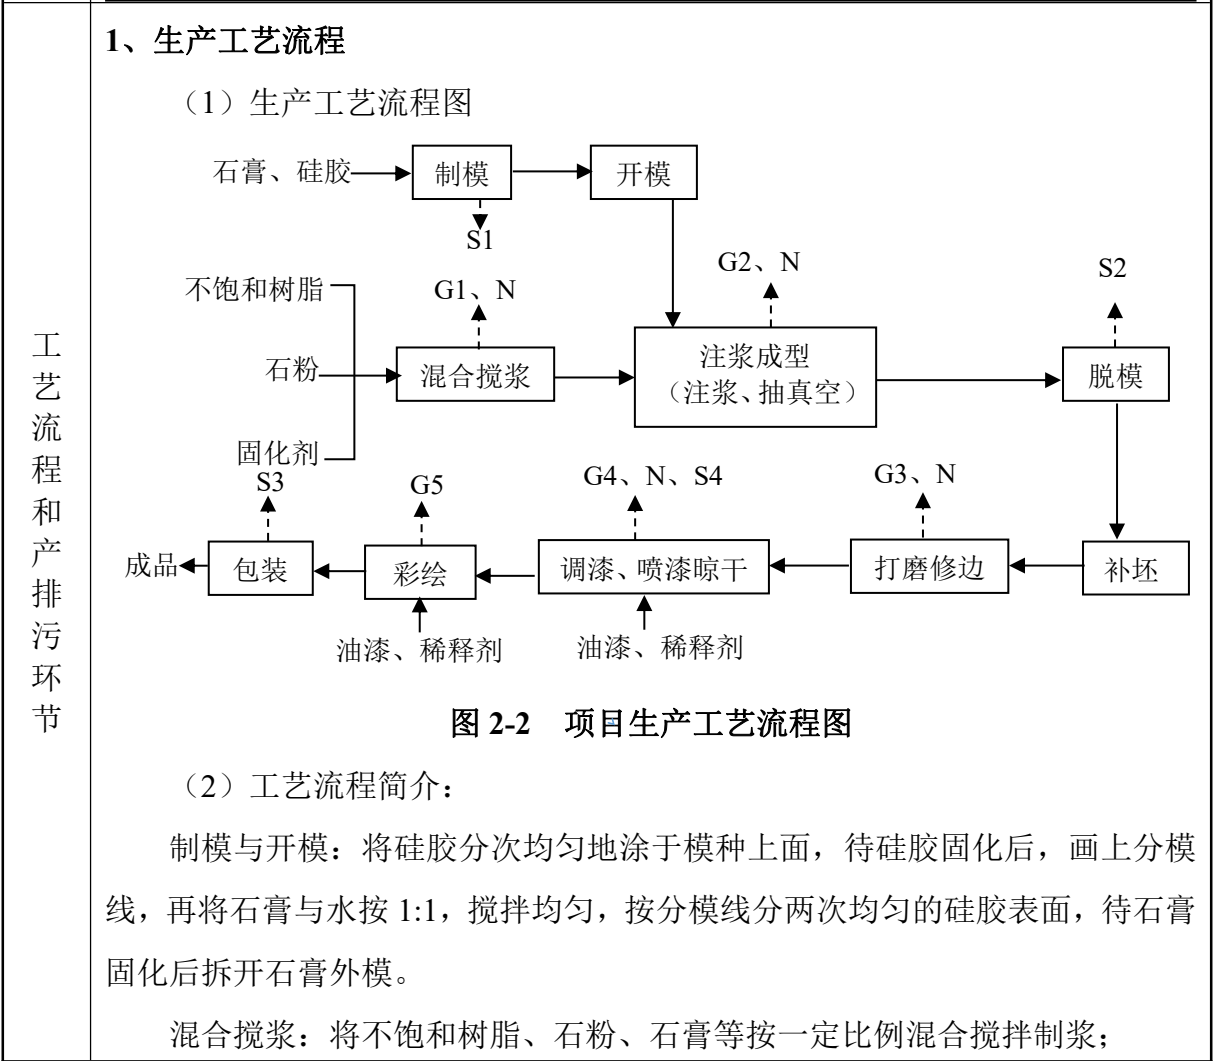 工艺流程和产排污环节
1、生产工艺流程
（1）生产工艺流程图
石膏、硅胶 制模 开模
S1
G2、N
S2
不饱和树脂 G1、N
石粉 混合搅浆 注浆成型 脱模
（注浆、抽真空）
固化剂
S3 G5 G4、N、S4 G3、N
成品 包装 彩绘 调漆、喷漆晾干 打磨修边 补坯
油漆、稀释剂 油漆、稀释剂
图 2-2 项目生产工艺流程图
（2）工艺流程简介：
制模与开模：将硅胶分次均匀地涂于模种上面，待硅胶固化后，画上分模
线，再将石膏与水按 1:1，搅拌均匀，按分模线分两次均匀的硅胶表面，待石膏
固化后拆开石膏外模。
混合搅浆：将不饱和树脂、石粉、石膏等按一定比例混合搅拌制浆；